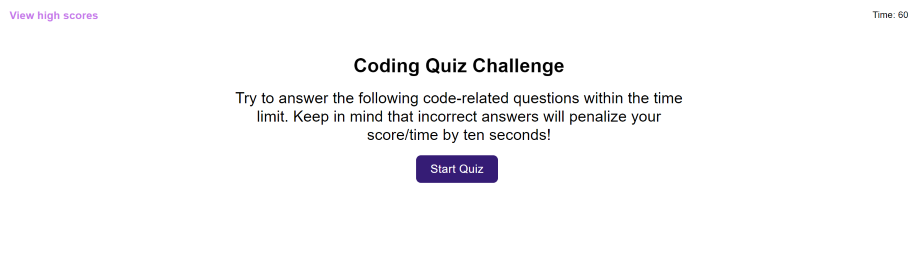 View high scores
Time: 60
Coding Quiz Challenge
Try to answer the following code-related questions within the time
limit. Keep in mind that incorrect answers will penalize your
score/time by ten seconds!
Start Quiz